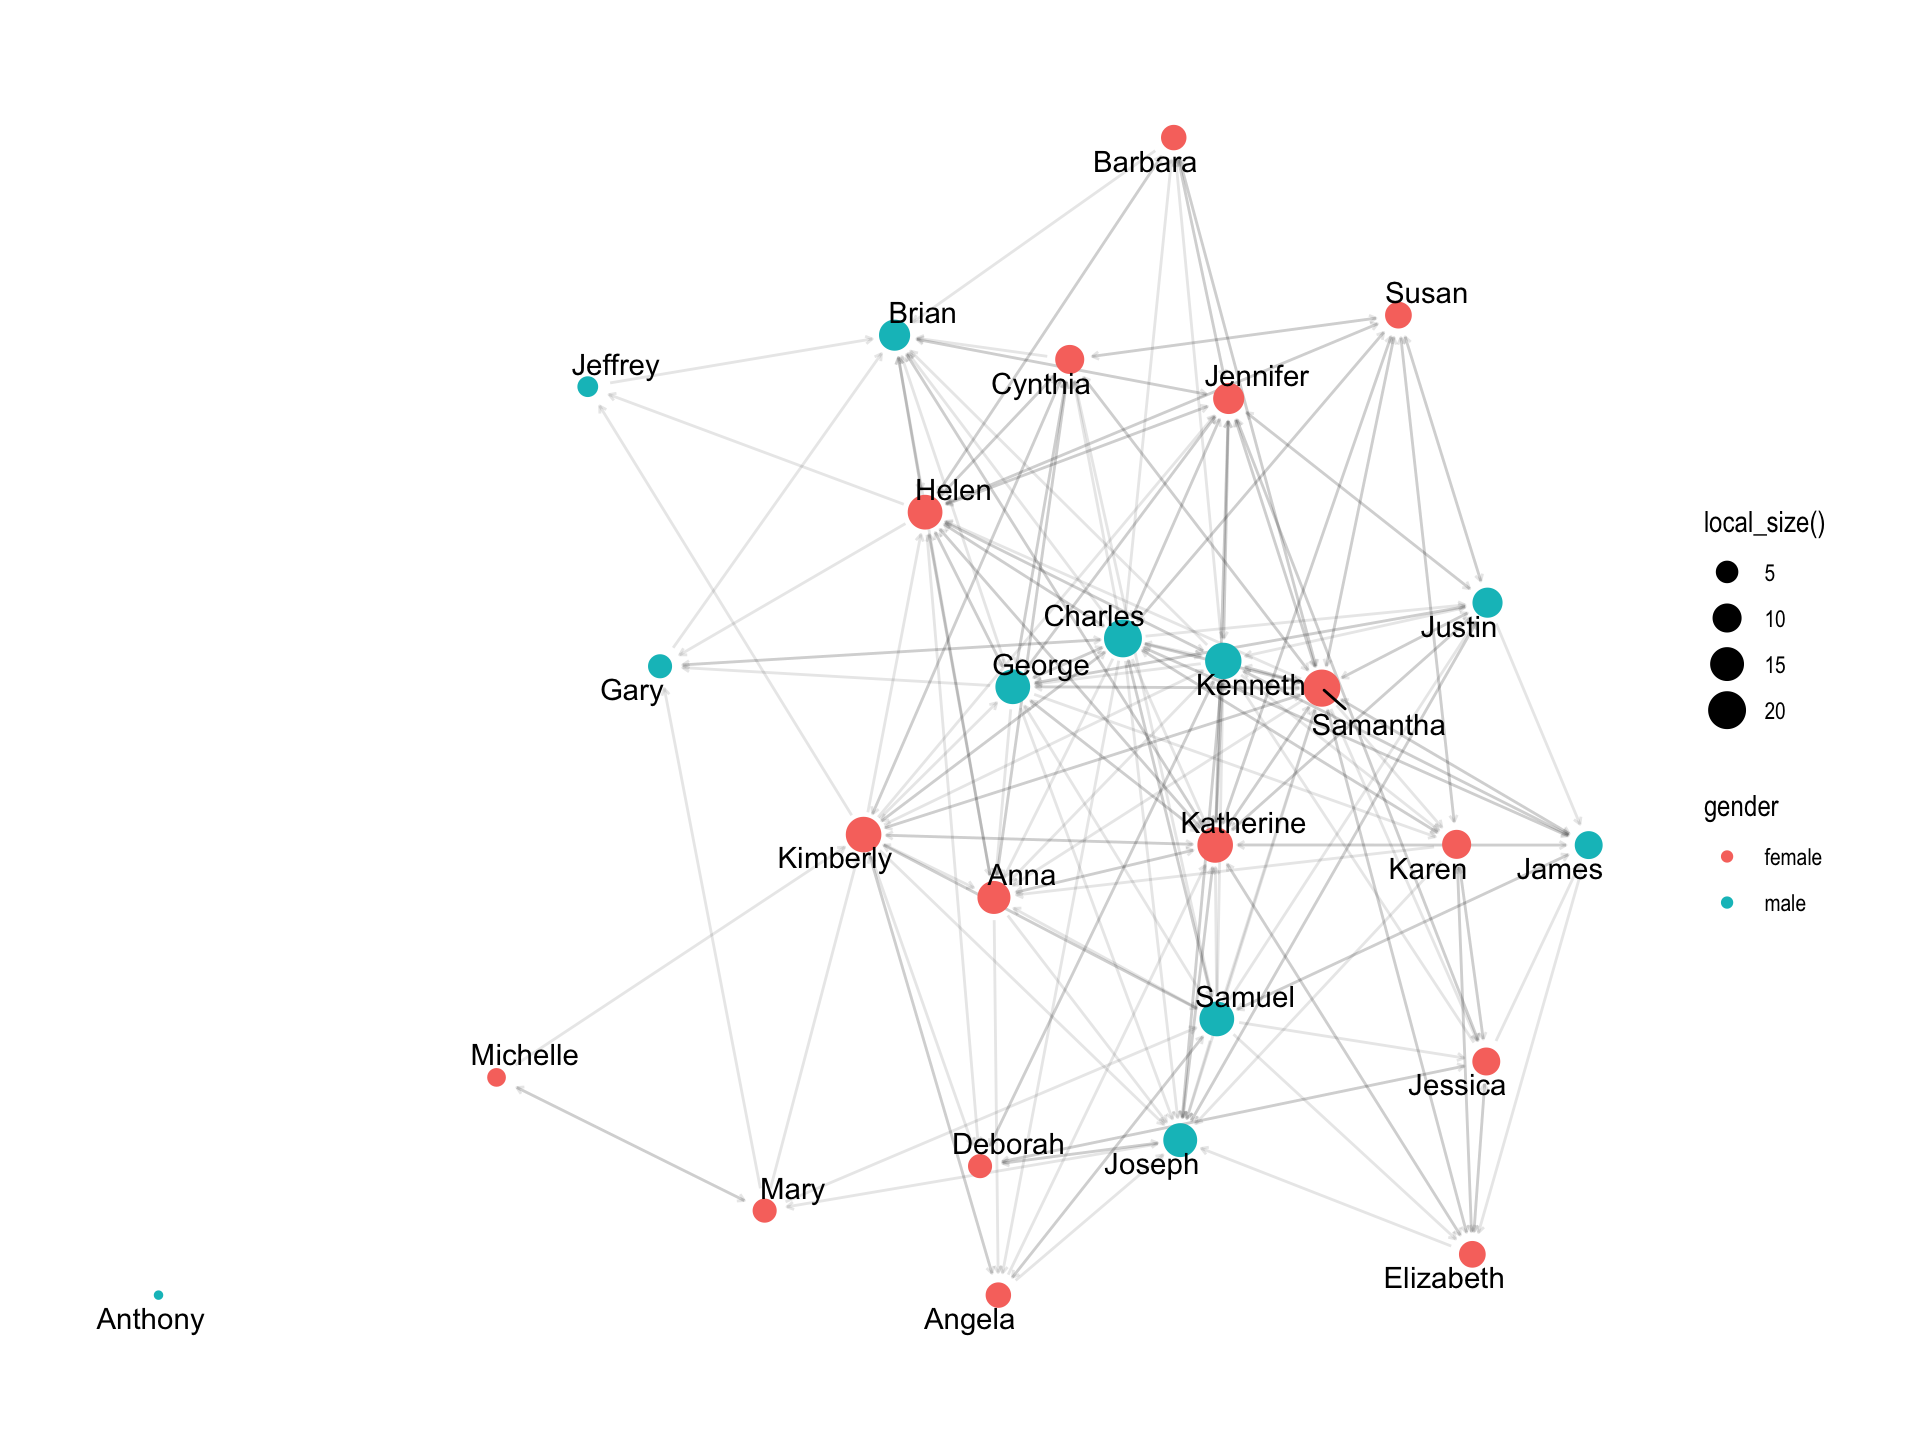 Barbara
Susan
Brian
Jeffrey
Cynthia
Jennifer
Helen
Charles
Justin
George
Kenneth
Gary
Samantha
Katherine
Kimberly
Anna
Karen
James
Samuel
Michelle
Jessica
Deborah
Joseph
Mary
Elizabeth
Anthony
Angela
local_size()
5
10
15
20
gender
female
male